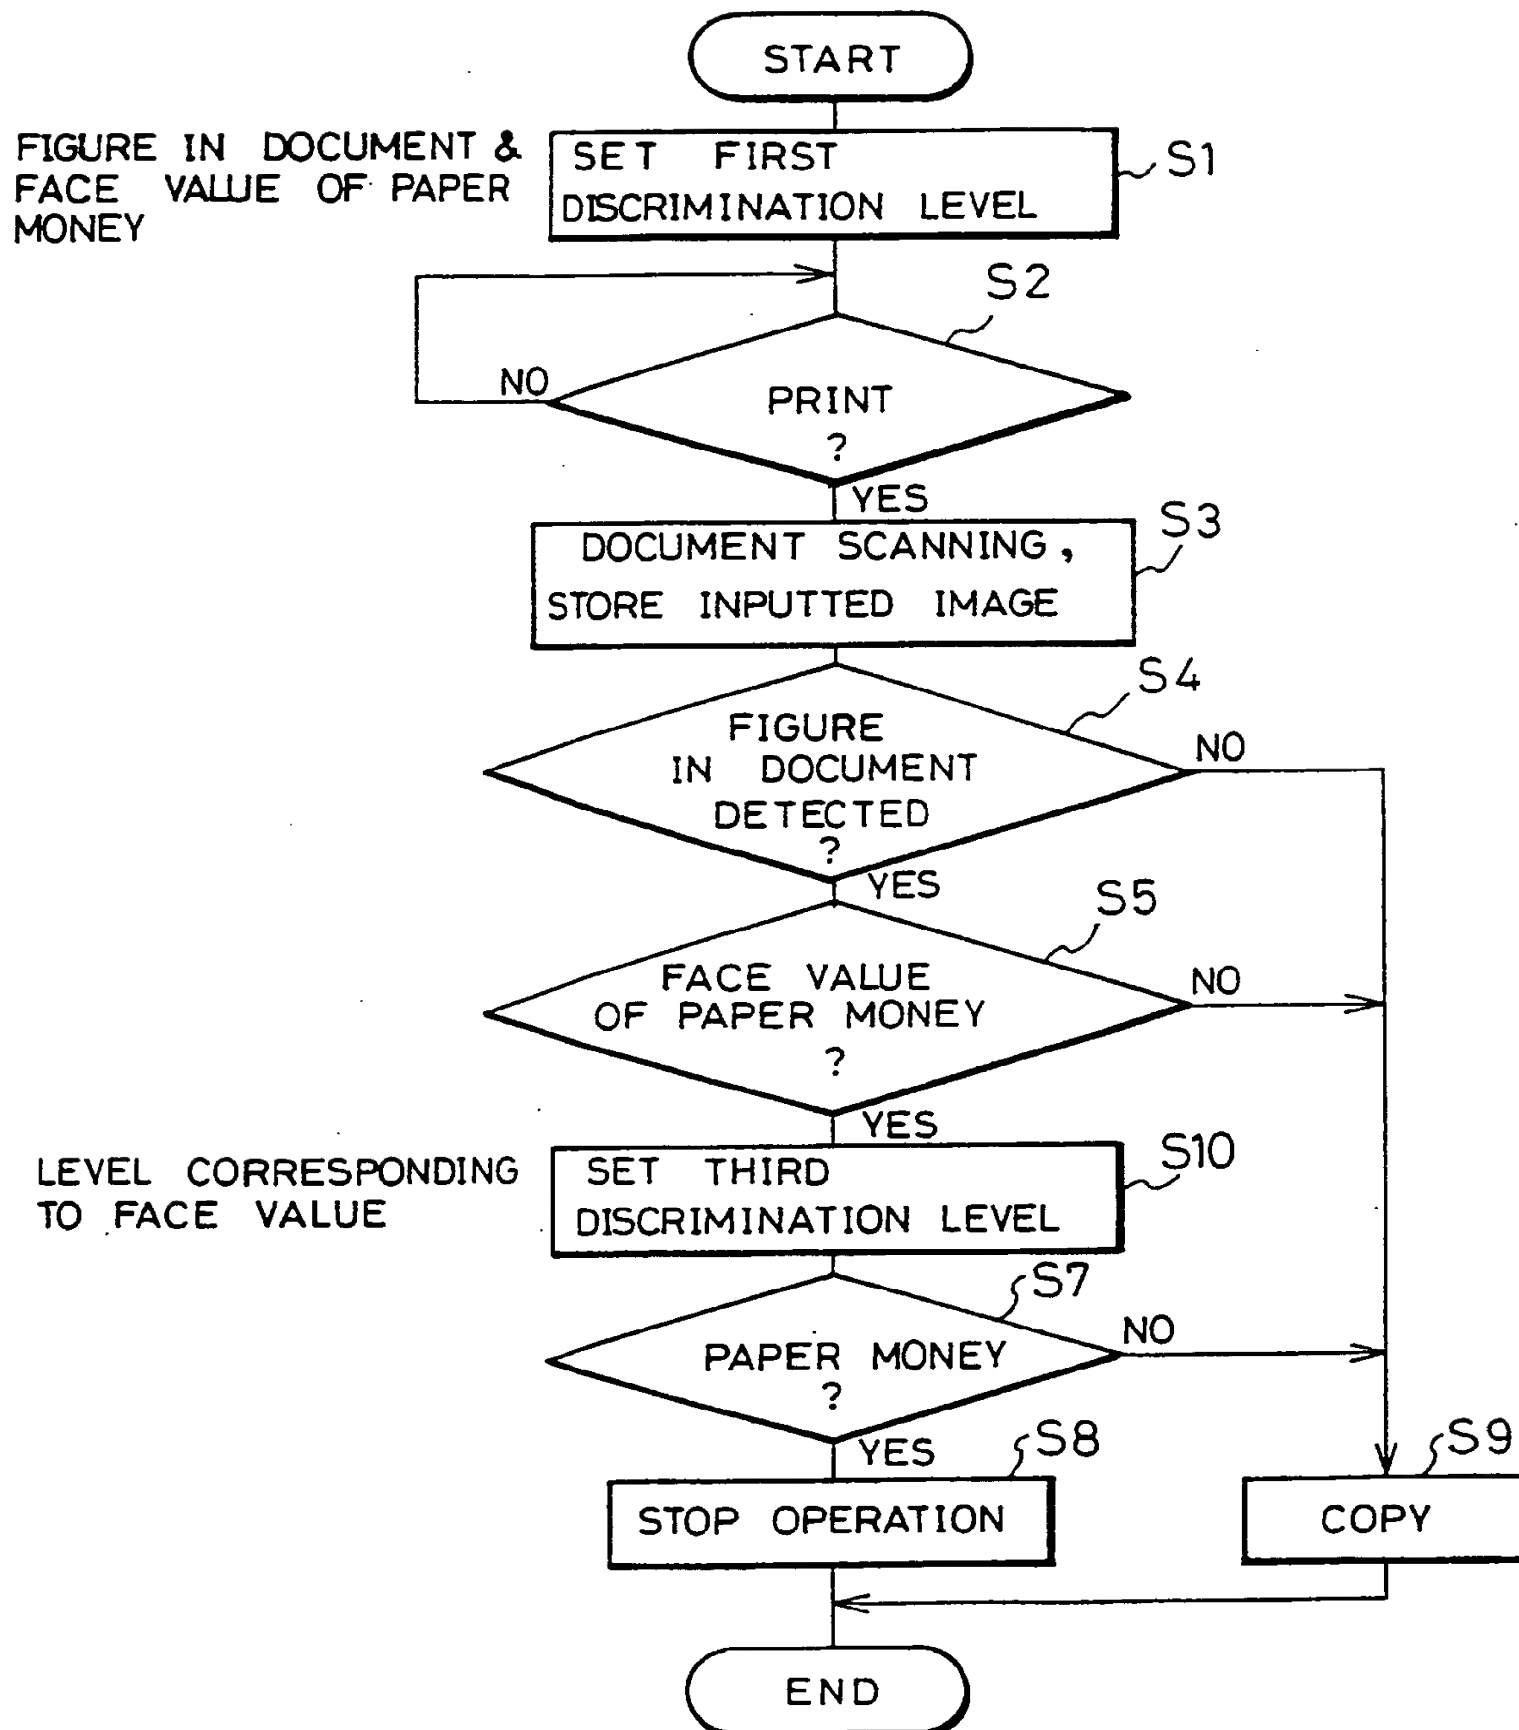 START
FIGURE IN DOCUMENT &
FACE VALUE OF PAPER
MONEY
SET FIRST
DISCRIMINATION LEVEL
S1
S2
NO
PRINT
?
YES
S3
DOCUMENT SCANNING,
STORE INPUTTED IMAGE
S4
FIGURE
IN DOCUMENT
DETECTED
?
NO
YES
S5
FACE VALUE
OF PAPER MONEY
?
NO
YES
LEVEL CORRESPONDING
TO FACE VALUE
SET THIRD
DISCRIMINATION LEVEL
S10
S7
PAPER MONEY
?
NO
YES
S8
STOP OPERATION
S9
COPY
END